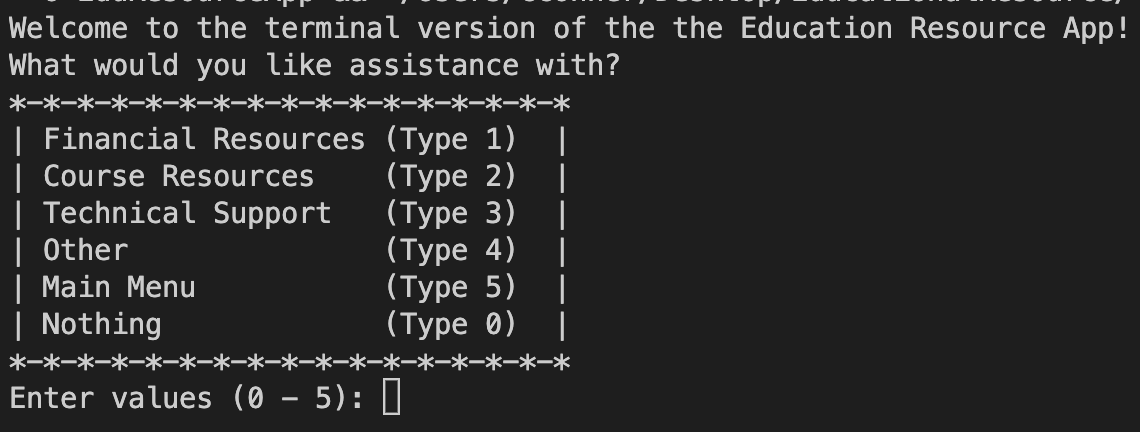 Welcome to the terminal version of the the Education Resource App!
What would you like assistance with?
*-*-*-*-*-*-*-*-*-*-*-*-*-*-*-*-*
| Financial Resources (Type 1)  |
| Course Resources    (Type 2)  |
| Technical Support   (Type 3)  |
| Other               (Type 4)  |
| Main Menu           (Type 5)  |
| Nothing             (Type 0)  |
*-*-*-*-*-*-*-*-*-*-*-*-*-*-*-*-*
Enter values (0 - 5):